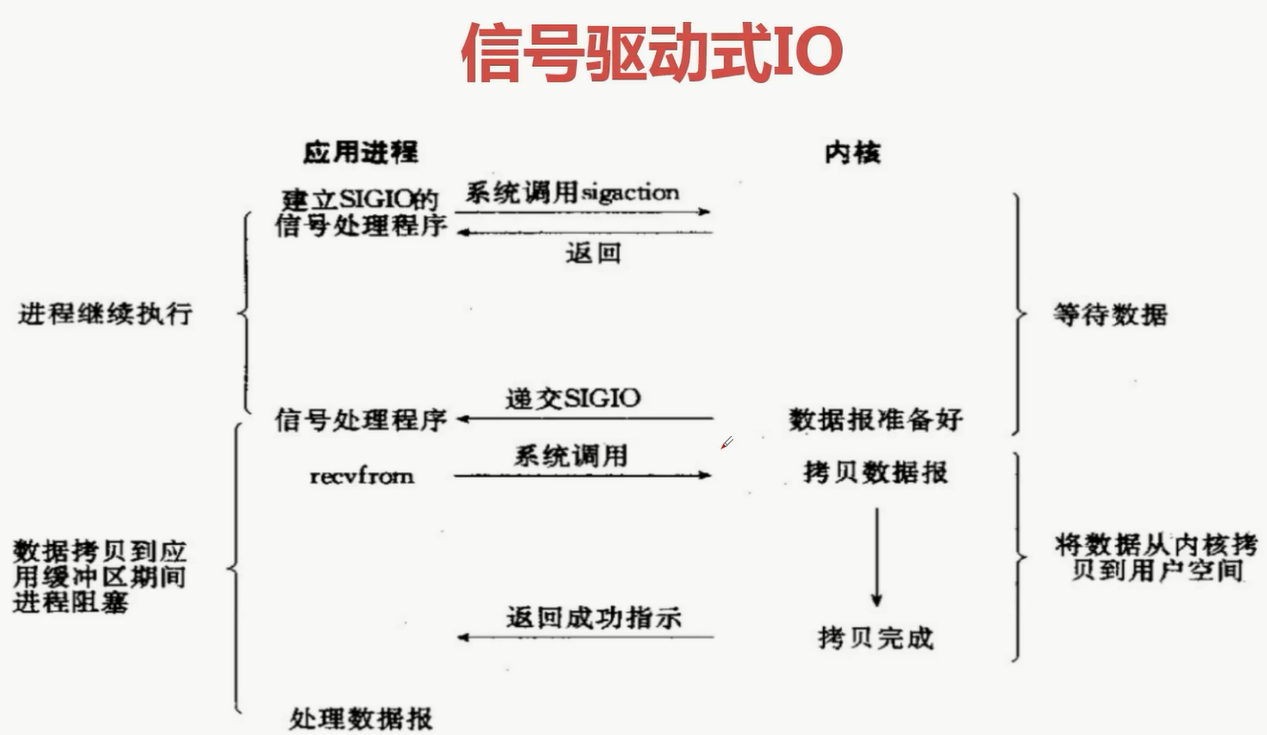 信号驱动式IO
应用进程
内核
建立SIGIO的
信号处理程序
系统调用sigaction
返回
进程继续执行
等待数据
递交SIGIO
信号处理程序
数据报准备好
系统调用
recvfrom
拷贝数据报
数据拷贝到应
用缓冲区期间
进程阻塞
将数据从内核拷
贝到用户空间
返回成功指示
拷贝完成
处理数据报